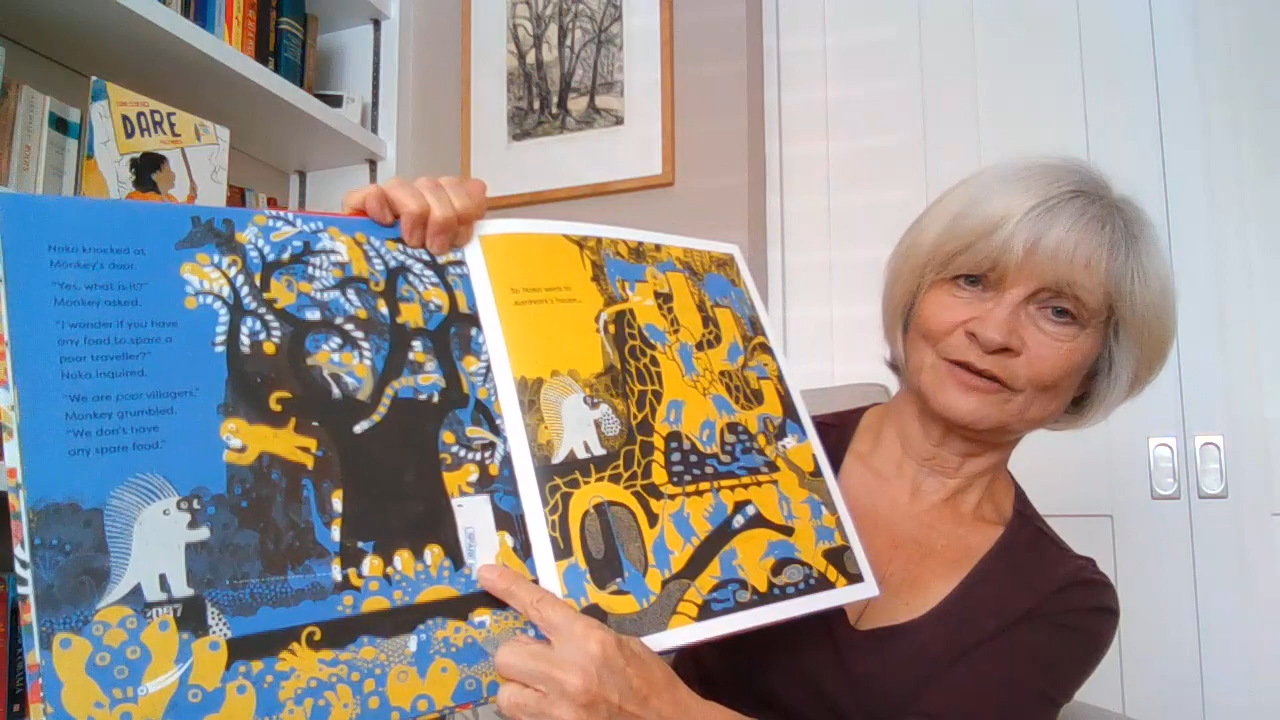 DARE
Noko knocked at
Monkey's door.
"Yes, what is it?"
Monkey asked.
"I wonder if you have
any food to spare a
poor traveller?"
Noko inquired.
"We are poor villagers,"
Monkey grumbled.
"We don't have
any spare food."
So Noko went to
Aardvark's house...